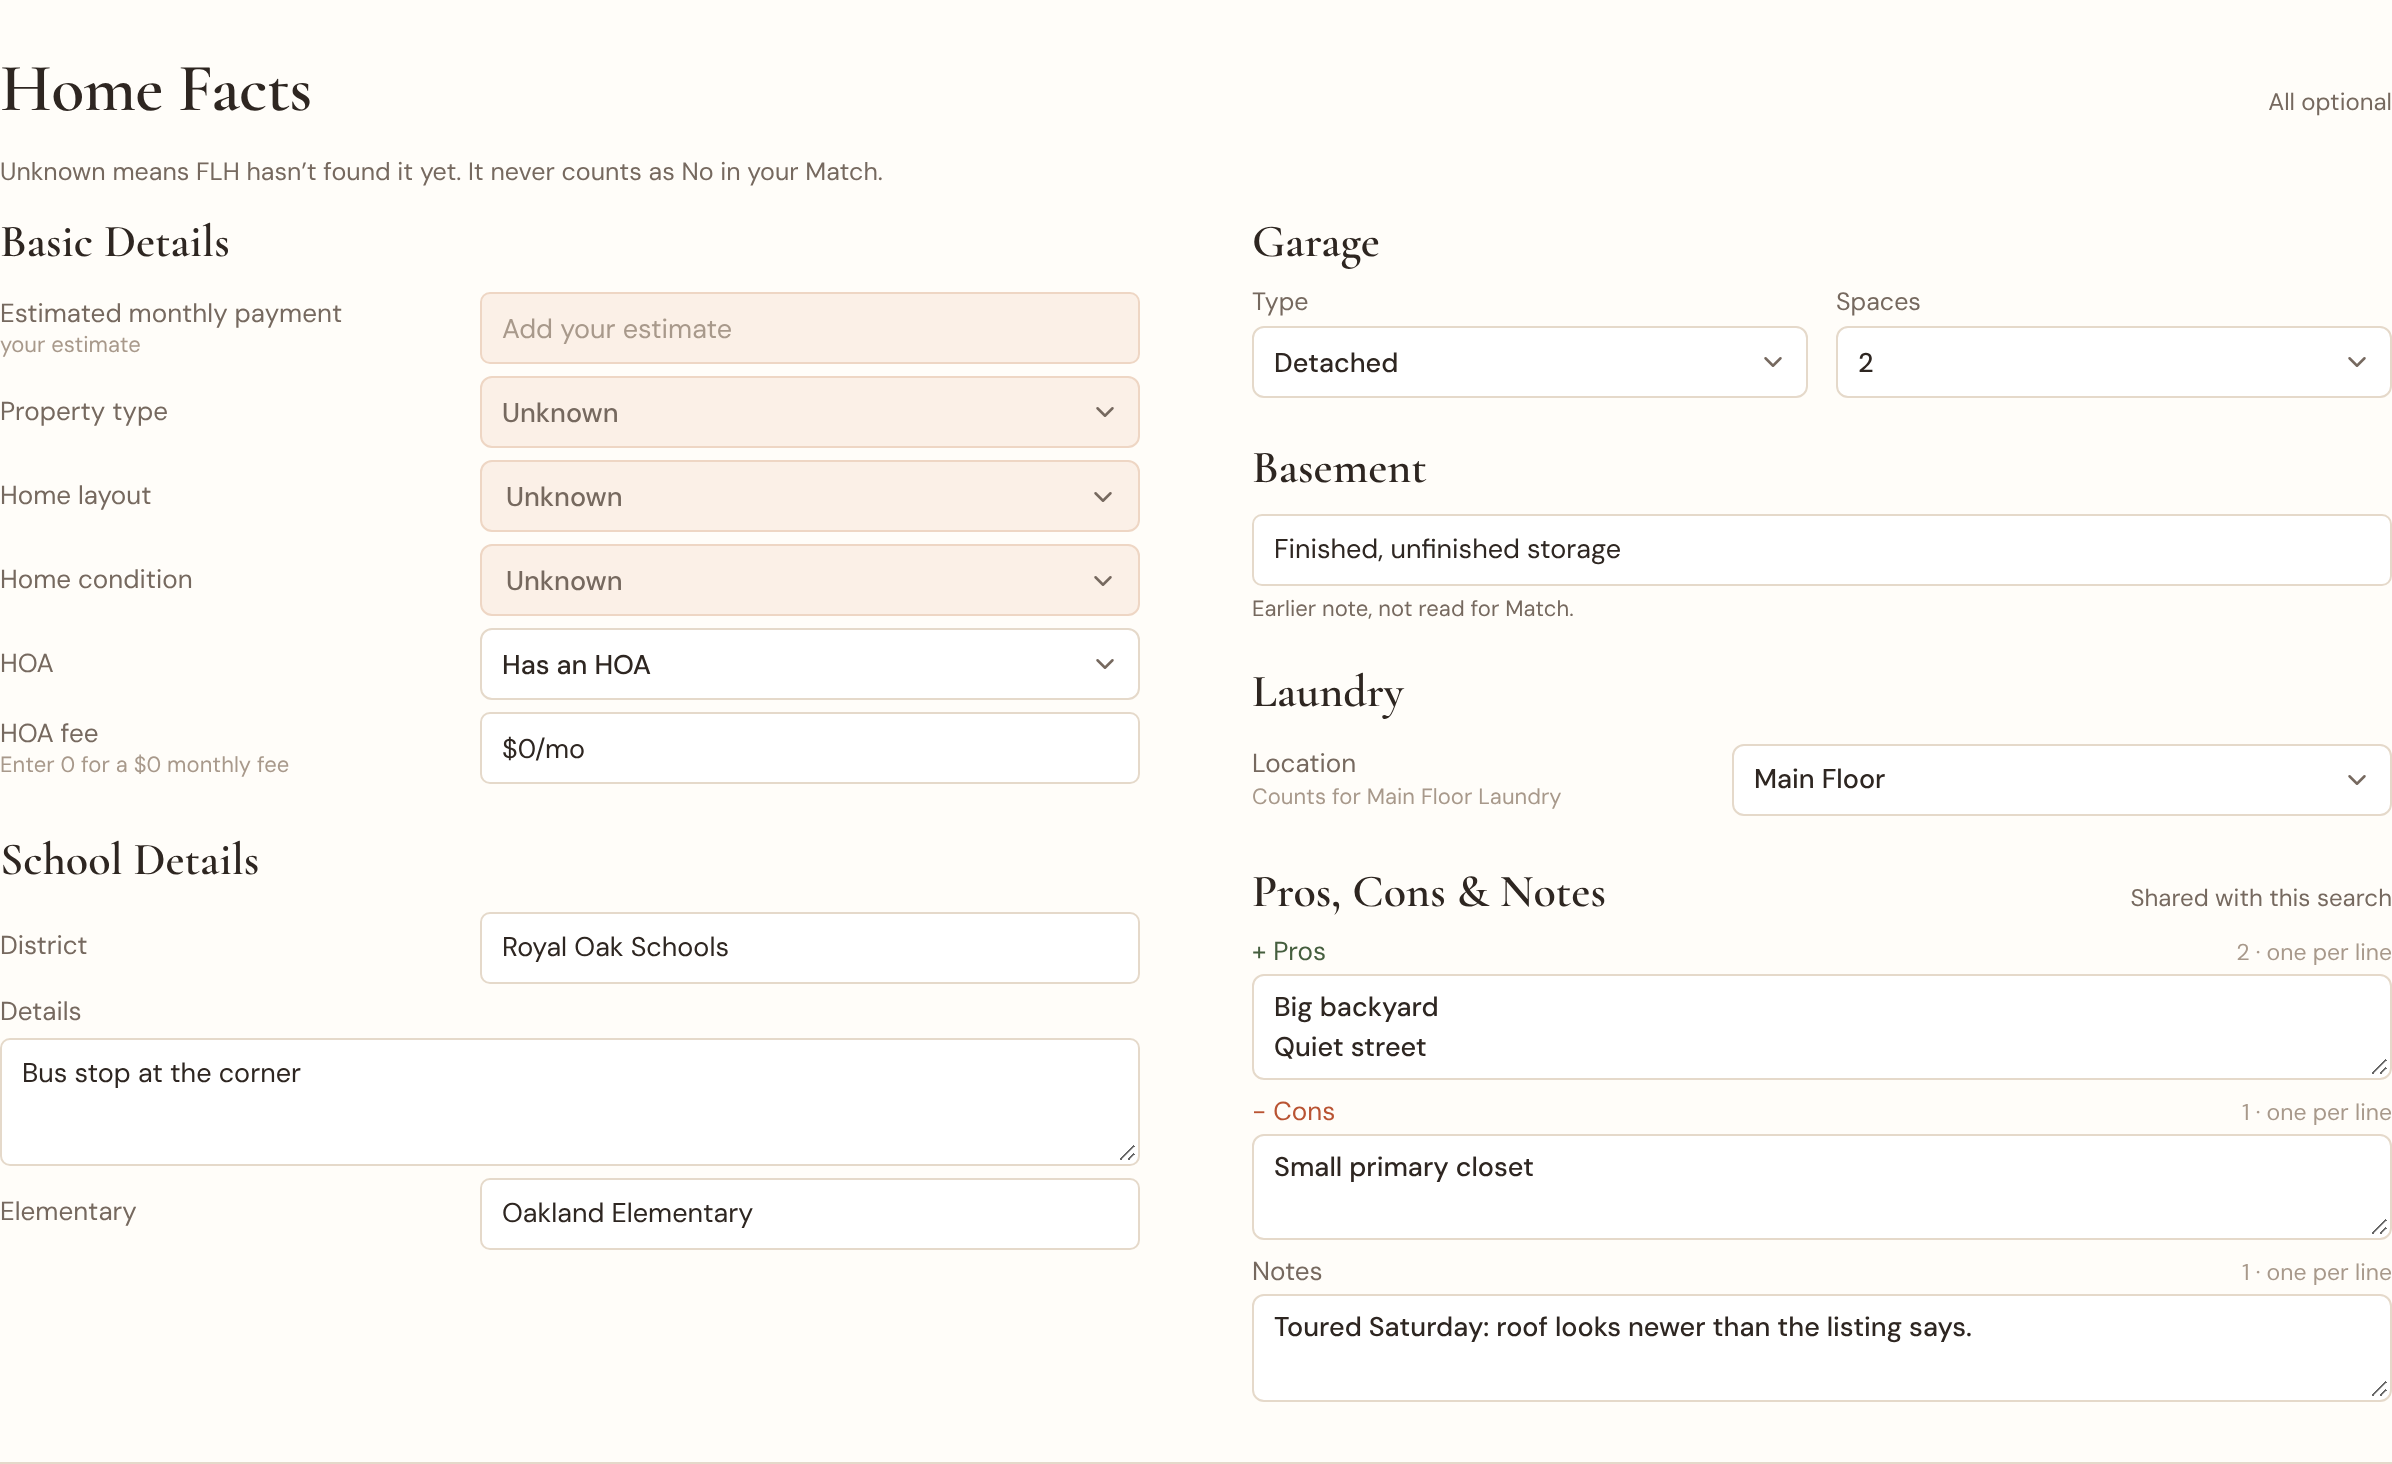 Home Facts
All optional
Unknown means FLH hasn’t found it yet. It never counts as No in your Match.
Basic Details
Estimated monthly payment
your estimate
Add your estimate
Property type
Unknown
Home layout
Unknown
Home condition
Unknown
HOA
Has an HOA
HOA fee
Enter 0 for a $0 monthly fee
$0/mo
School Details
District
Royal Oak Schools
Details
Bus stop at the corner
Elementary
Oakland Elementary
Garage
Type
Spaces
Detached
2
Basement
Finished, unfinished storage
Earlier note, not read for Match.
Laundry
Location
Counts for Main Floor Laundry
Main Floor
Pros, Cons & Notes
Shared with this search
+ Pros
2 · one per line
Big backyard
Quiet street
− Cons
1 · one per line
Small primary closet
Notes
1 · one per line
Toured Saturday: roof looks newer than the listing says.